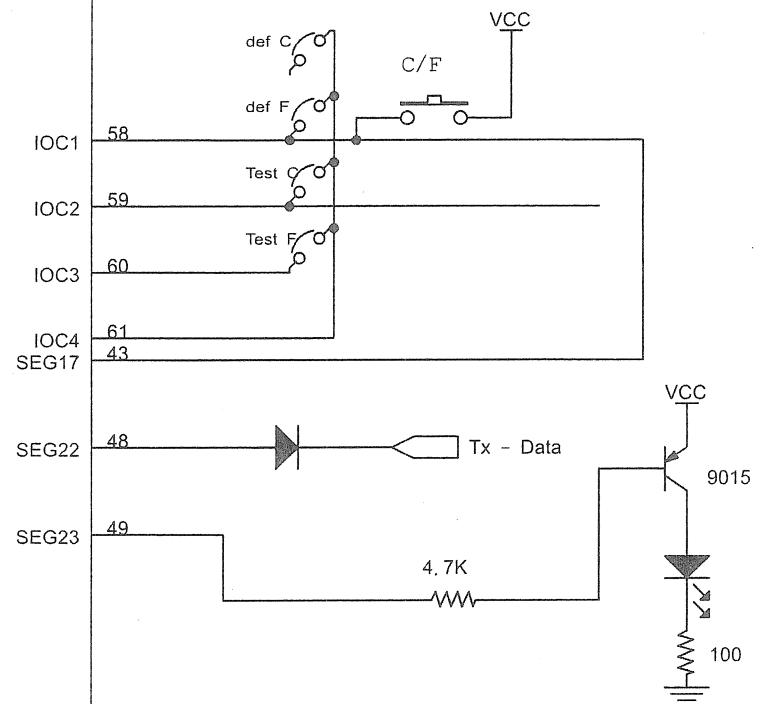 VCC
def C
C/F
def F
IOC1 58
Test C
IOC2 59
Test F
IOC3 60
IOC4 61
SEG17 43
VCC
SEG22 48
Tx - Data
9015
SEG23 49
4.7K
100